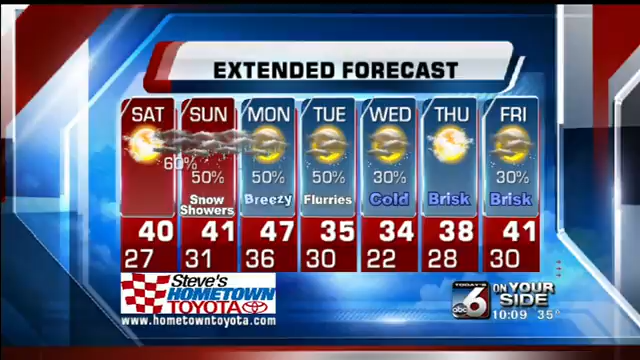 EXTENDED FORECAST
SAT SUN MON TUE WED THU FRI
60% 50% 50% 50% 30% 30%
Snow Showers Breezy Flurries Cold Brisk Brisk
40 41 47 35 34 38 41
27 31 36 30 22 28 30
Steve's
HOMETOWN
TOYOTA
www.hometowntoyota.com
TODAY'S
abc 6
ON YOUR
SIDE
10:09 35°